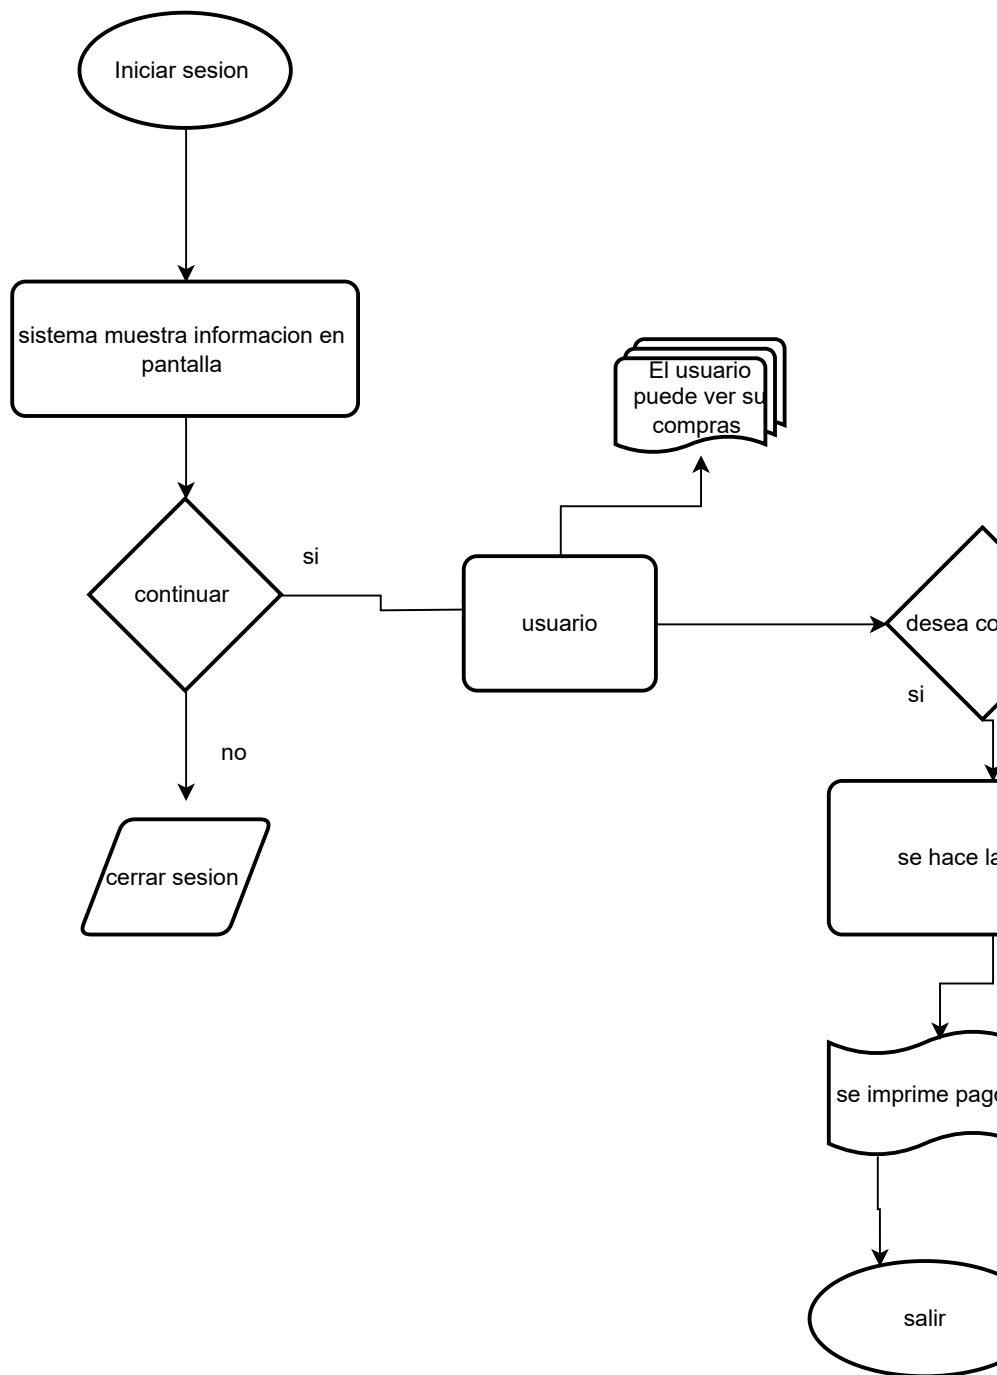 Iniciar sesion
sistema muestra informacion en
pantalla
El usuario
puede ver su
compras
continuar
si
usuario
desea co
si
no
se hace la
cerrar sesion
se imprime pago
salir